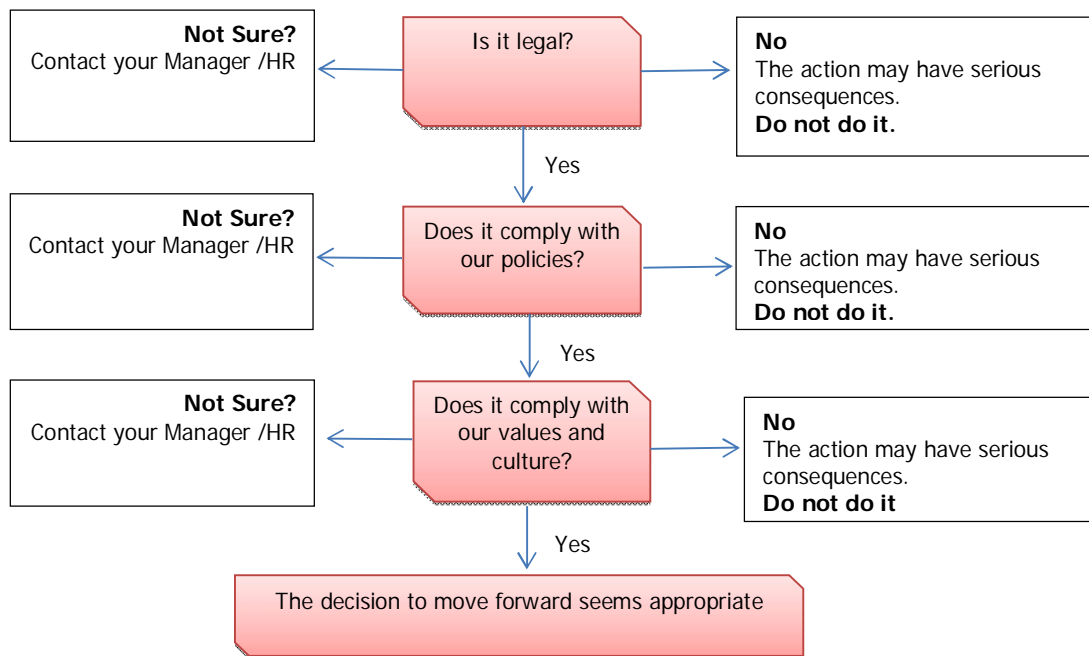 Not Sure?
Contact your Manager /HR
Is it legal?
No
The action may have serious
consequences.
Do not do it.
Yes
Not Sure?
Contact your Manager /HR
Does it comply with
our policies?
No
The action may have serious
consequences.
Do not do it.
Yes
Not Sure?
Contact your Manager /HR
Does it comply with
our values and
culture?
No
The action may have serious
consequences.
Do not do it
Yes
The decision to move forward seems appropriate